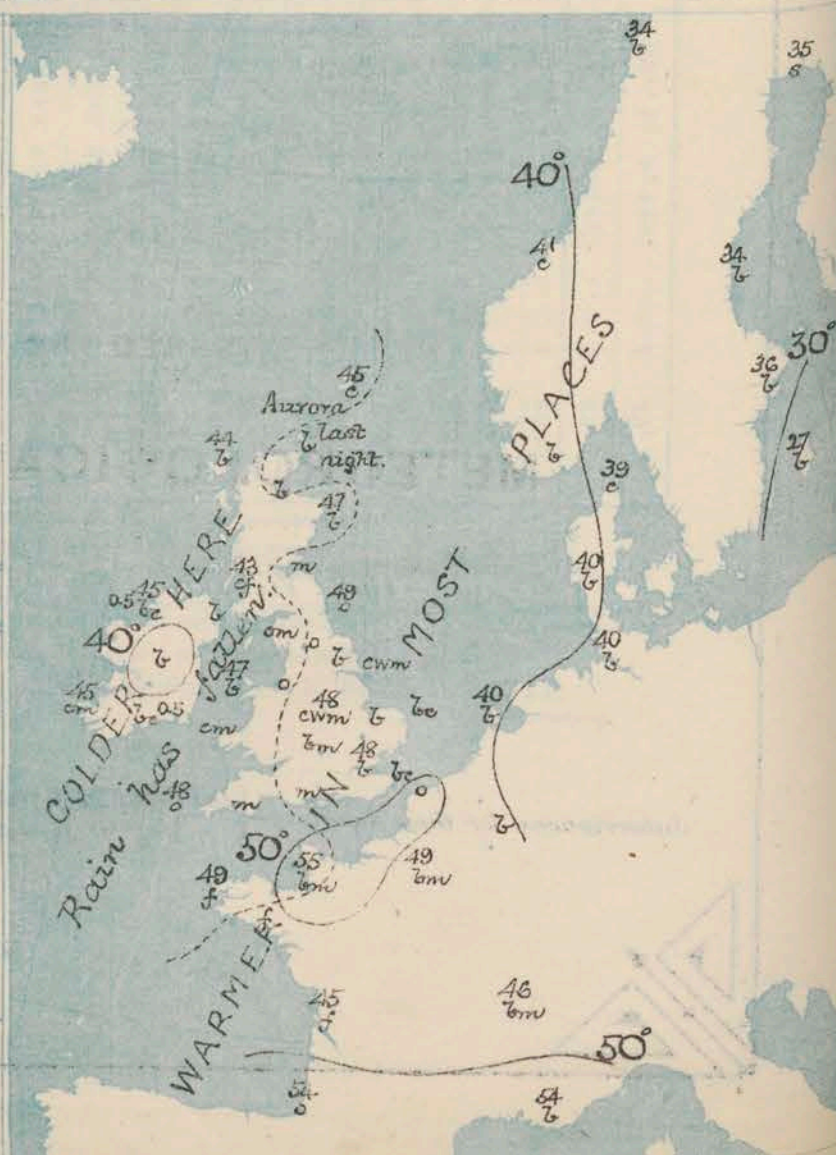 34
b
35
s
40°
41
c
34
b
30°
36
b
27
b
45
c
Aurora
last
b
night.
44
b
b
47
b
PLACES
b
39
c
40
b
40
b
40
b
b
m
43
cf
49
o
0.5
45
bc
40°
b
b
om
o
b
cwm
MOST
45
cm
bc
0.5
47
b
o
48
cwm
b
bc
cm
bm
48
b
bc
o
COLDER HERE
Rain has fallen.
48
o
m
m
50°
55
bm
49
bm
49
f
WARMER IN
45
46
bm
50°
54
54
b